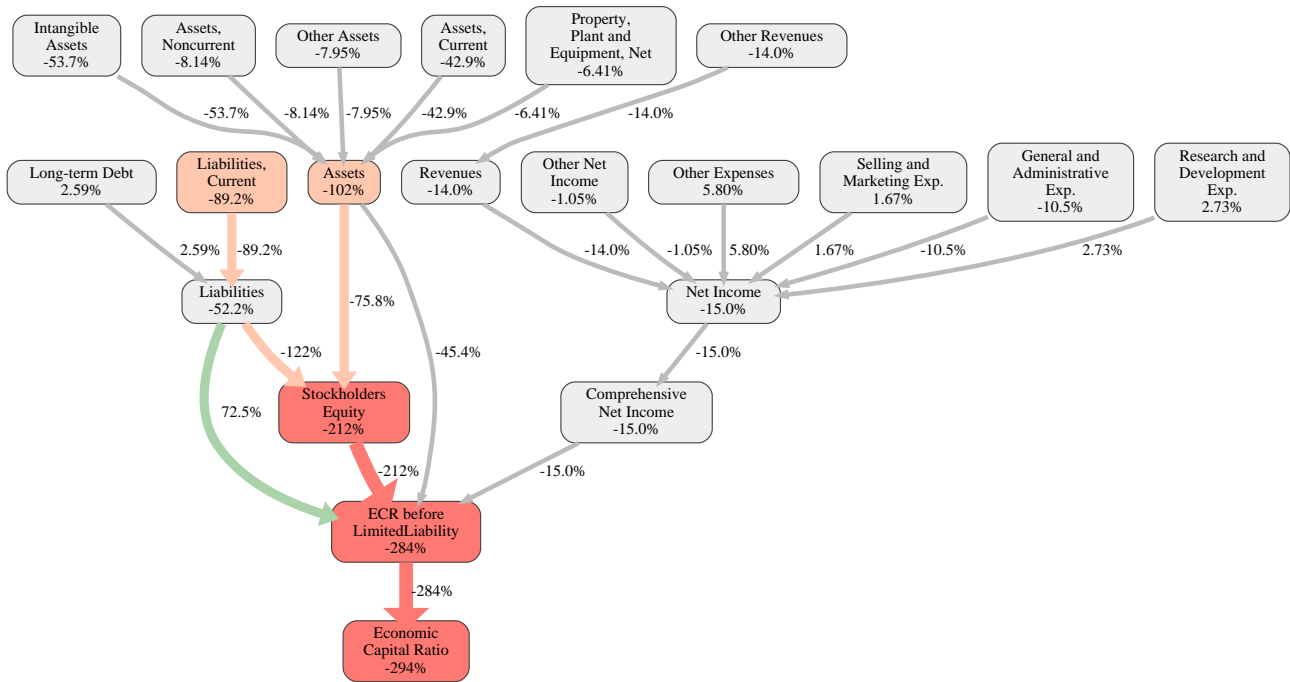 Intangible
Assets
-53.7%
Assets,
Noncurrent
-8.14%
Other Assets
-7.95%
Assets,
Current
-42.9%
Property,
Plant and
Equipment, Net
-6.41%
Other Revenues
-14.0%
-53.7%
-8.14%
-7.95%
-42.9%
-6.41%
-14.0%
Long-term Debt
2.59%
Liabilities,
Current
-89.2%
Assets
-102%
Revenues
-14.0%
Other Net
Income
-1.05%
Other Expenses
5.80%
Selling and
Marketing Exp.
1.67%
General and
Administrative
Exp.
-10.5%
Research and
Development
Exp.
2.73%
2.59%
-89.2%
-14.0%
-1.05%
5.80%
1.67%
-10.5%
2.73%
Liabilities
-52.2%
-75.8%
Net Income
-15.0%
-122%
-45.4%
-15.0%
72.5%
Stockholders
Equity
-212%
Comprehensive
Net Income
-15.0%
-212%
-15.0%
ECR before
LimitedLiability
-284%
-284%
Economic
Capital Ratio
-294%